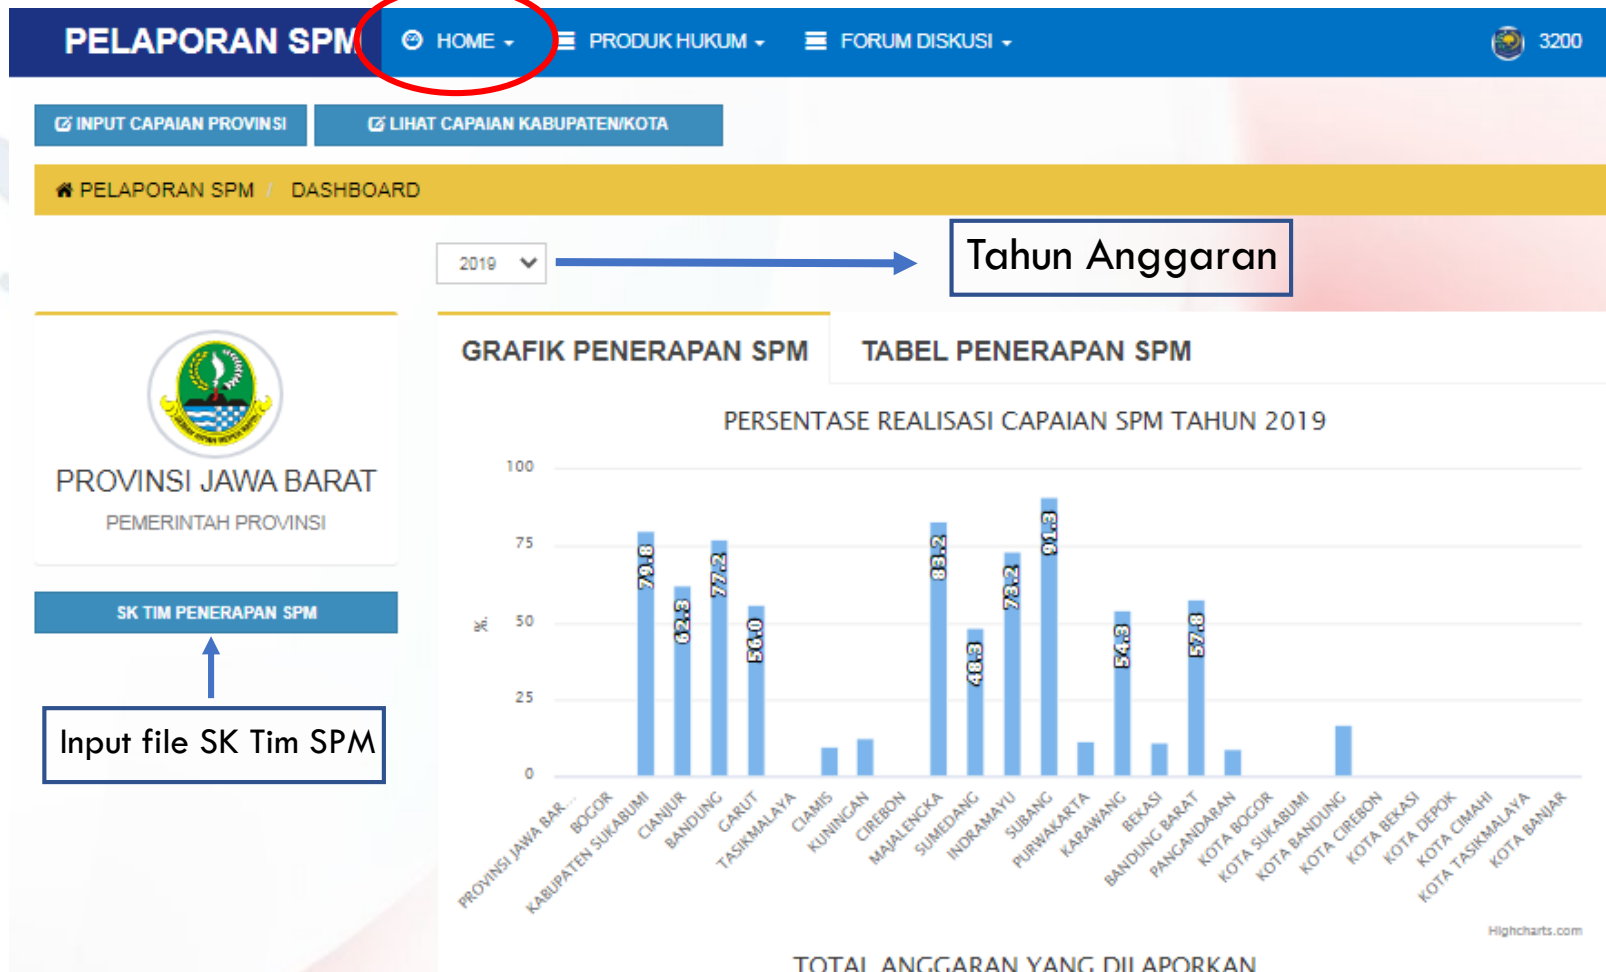 PELAPORAN SPM
HOME
PRODUK HUKUM
FORUM DISKUSI
3200
INPUT CAPAIAN PROVINSI
LIHAT CAPAIAN KABUPATEN/KOTA
PELAPORAN SPM / DASHBOARD
2019
Tahun Anggaran
PROVINSI JAWA BARAT
PEMERINTAH PROVINSI
SK TIM PENERAPAN SPM
Input file SK Tim SPM
GRAFIK PENERAPAN SPM
TABEL PENERAPAN SPM
PERSENTASE REALISASI CAPAIAN SPM TAHUN 2019
100
75
50
25
0
%.
79.8
62.3
77.2
56.0
83.2
48.3
73.2
91.3
54.3
57.8
PROVINSI JAWA BAR...
BOGOR
KABUPATEN SUKABUMI
CIANJUR
BANDUNG
GARUT
TASIKMALAYA
CIAMIS
KUNINGAN
CIREBON
MAJALENGKA
SUMEDANG
INDRAMAYU
SUBANG
PURWAKARTA
KARAWANG
BEKASI
BANDUNG BARAT
PANGANDARAN
KOTA BOGOR
KOTA SUKABUMI
KOTA BANDUNG
KOTA CIREBON
KOTA BEKASI
KOTA DEPOK
KOTA CIMAHI
KOTA TASIKMALAYA
KOTA BANJAR
Highcharts.com
TOTAL ANGGARAN YANG DILAPORKAN